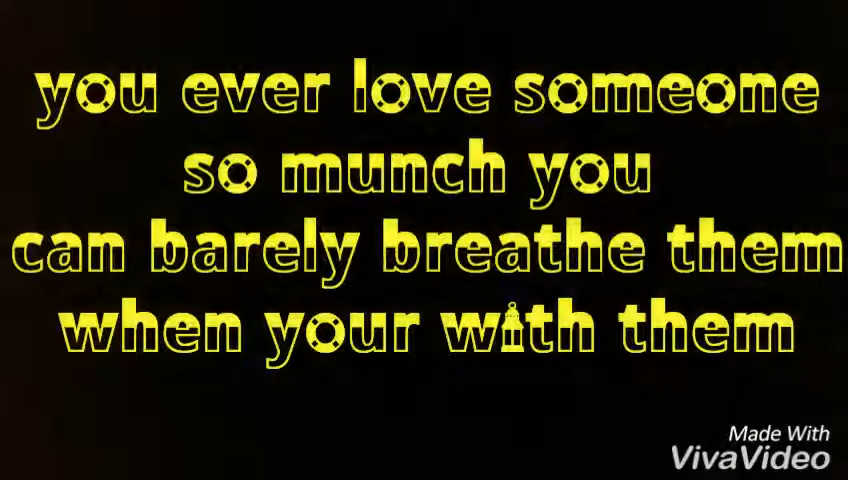 you ever love someone
so munch you
can barely breathe them
when your with them
Made With
VivaVideo